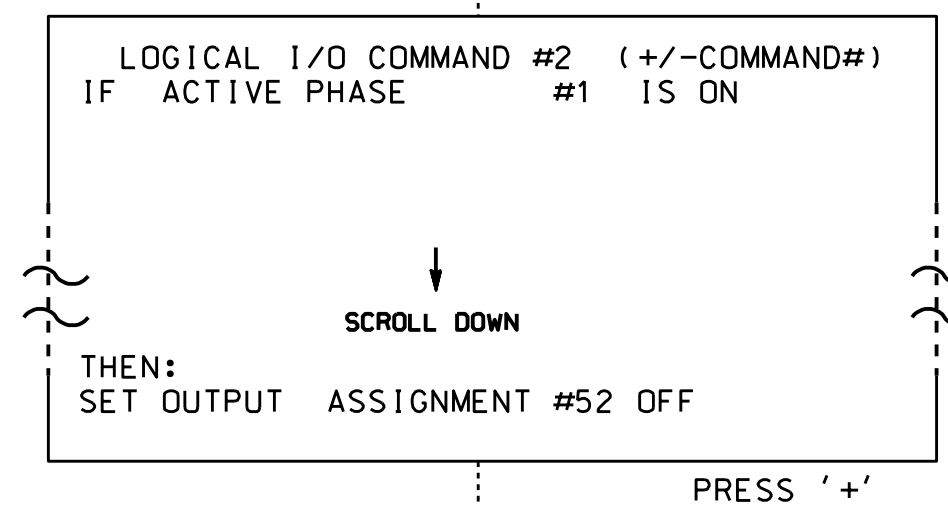 LOGICAL I/O COMMAND #2 (+/-COMMAND#)
IF ACTIVE PHASE #1 IS ON
SCROLL DOWN
THEN:
SET OUTPUT ASSIGNMENT #52 OFF
PRESS '+'